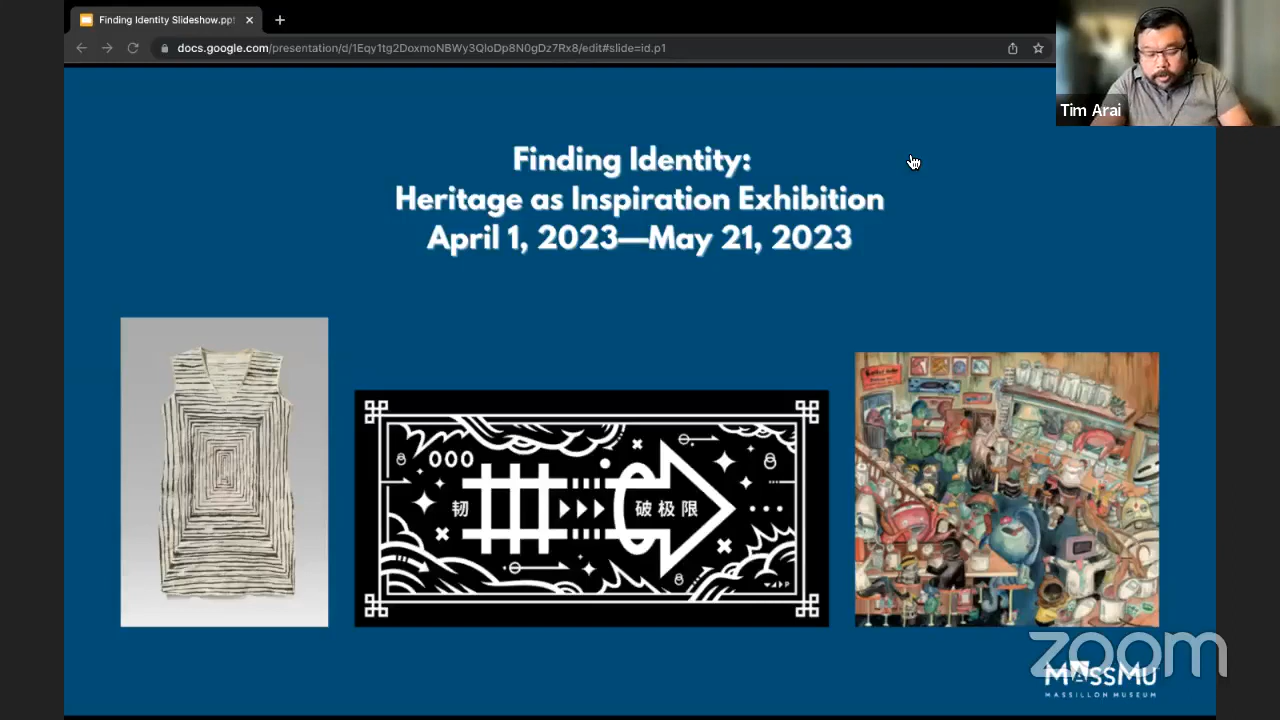 Finding Identity Slideshow.ppt
docs.google.com/presentation/d/1Eqy1tg2DoxmoNBWy3QloDp8N0gDz7Rx8/edit#slide=id.p1
Tim Arai
Finding Identity:
Heritage as Inspiration Exhibition
April 1, 2023—May 21, 2023
000
韧
破极限
zoom
MASSMU
MASSILLON MUSEUM